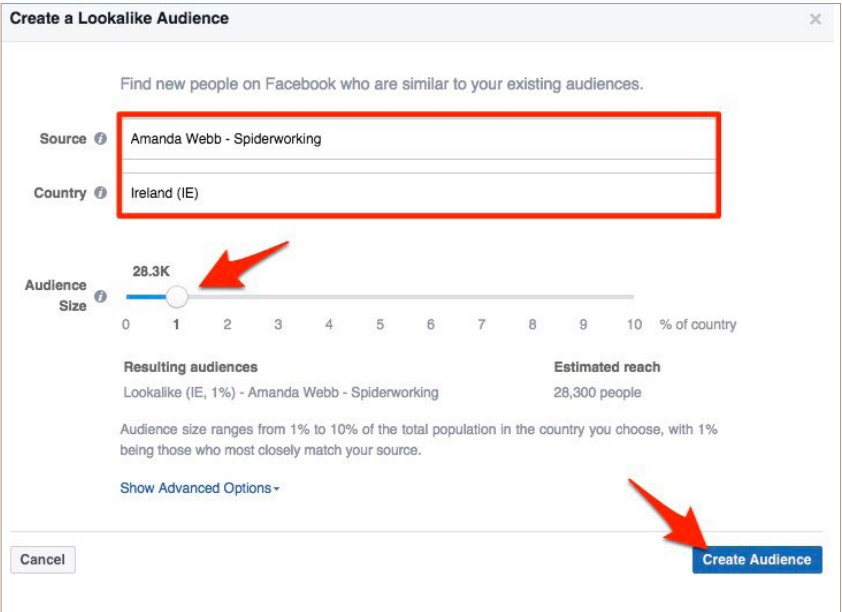 Create a Lookalike Audience
×
Find new people on Facebook who are similar to your existing audiences.
Source i Amanda Webb - Spiderworking
Country i Ireland (IE)
28.3K
Audience Size i
0 1 2 3 4 5 6 7 8 9 10 % of country
Resulting audiences Estimated reach
Lookalike (IE, 1%) - Amanda Webb - Spiderworking 28,300 people
Audience size ranges from 1% to 10% of the total population in the country you choose, with 1%
being those who most closely match your source.
Show Advanced Options
Cancel Create Audience